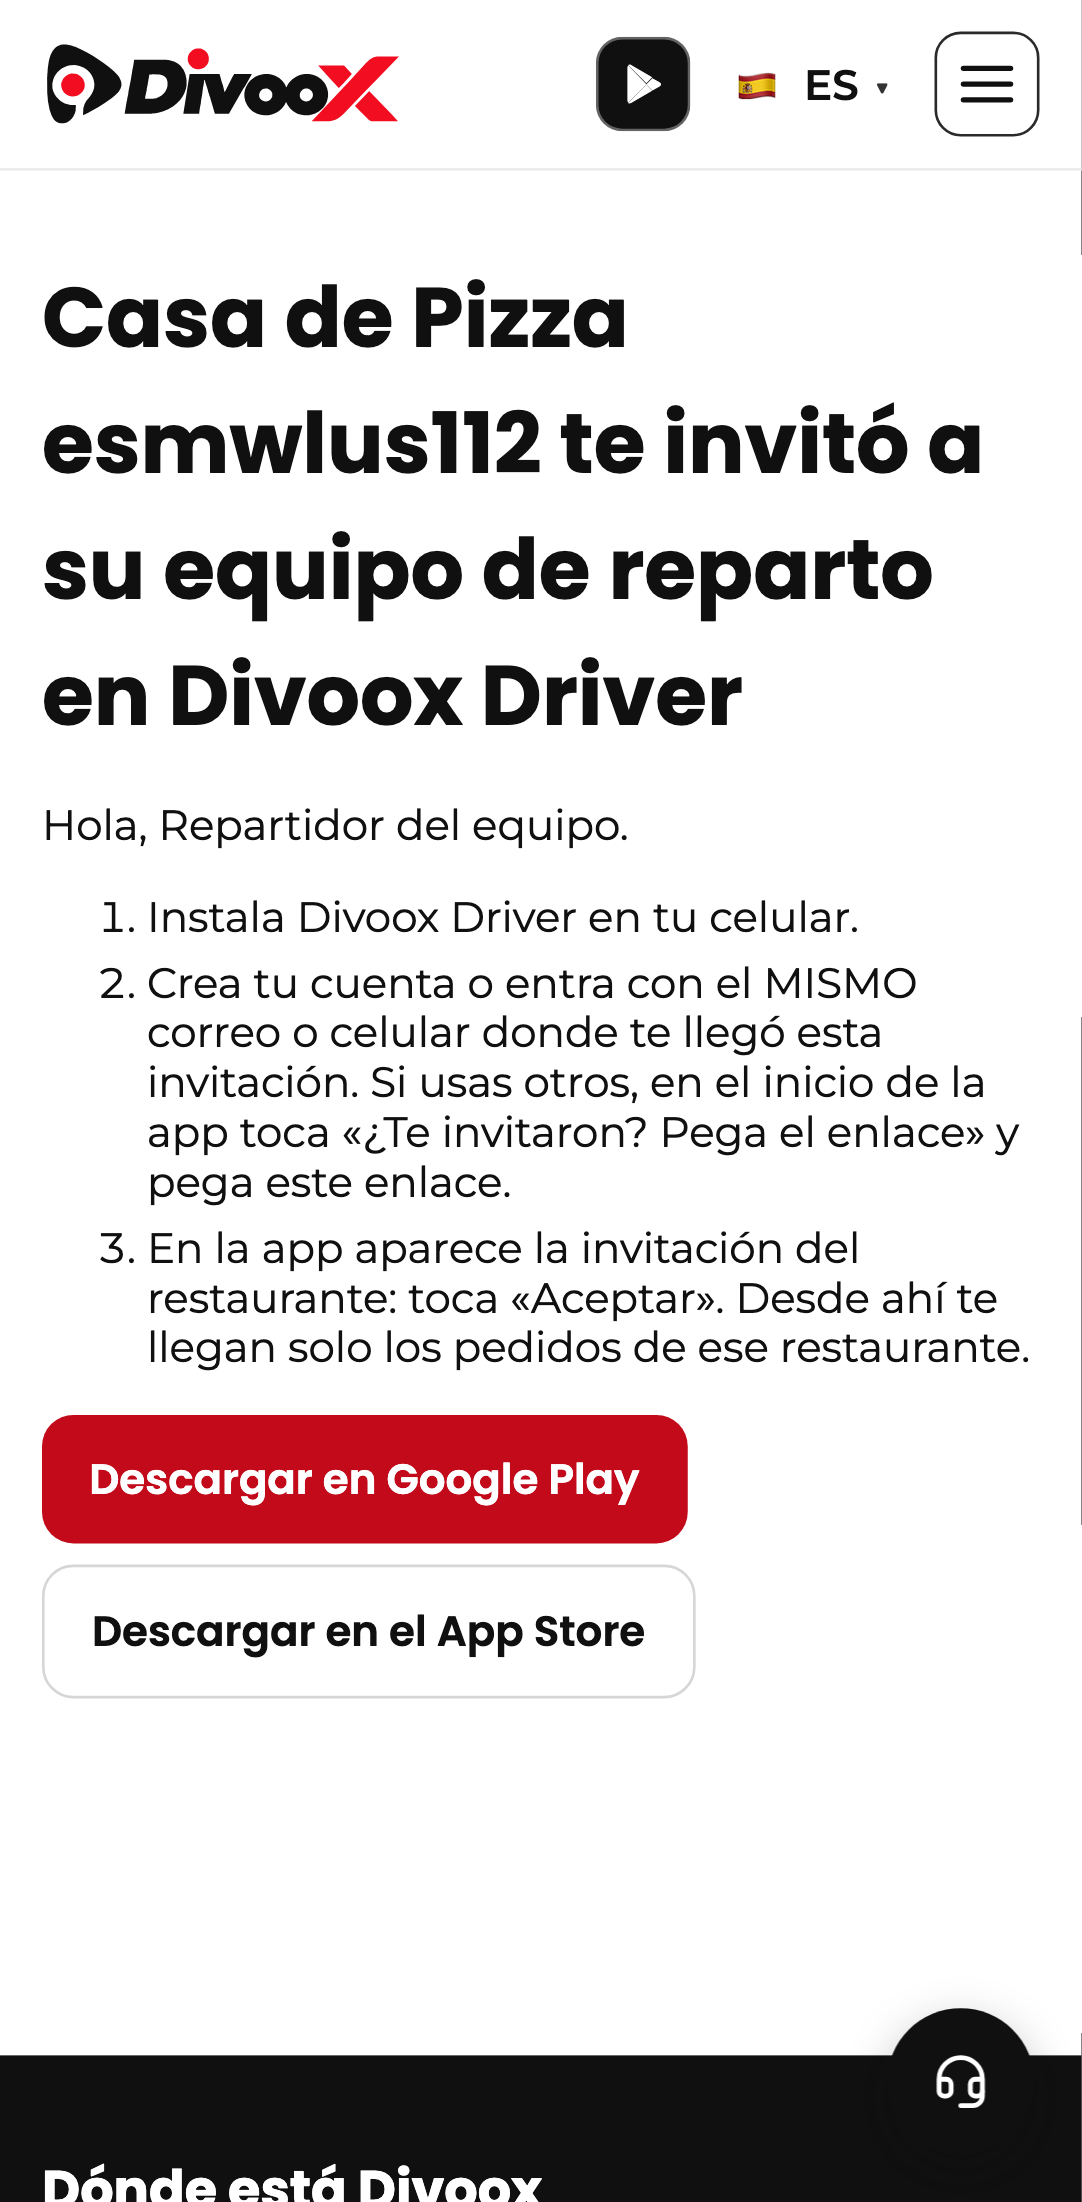 DivooX
ES
Casa de Pizza
esmwlus112 te invitó a
su equipo de reparto
en Divoox Driver
Hola, Repartidor del equipo.
1. Instala Divoox Driver en tu celular.
2. Crea tu cuenta o entra con el MISMO
correo o celular donde te llegó esta
invitación. Si usas otros, en el inicio de la
app toca «¿Te invitaron? Pega el enlace» y
pega este enlace.
3. En la app aparece la invitación del
restaurante: toca «Aceptar». Desde ahí te
llegan solo los pedidos de ese restaurante.
Descargar en Google Play
Descargar en el App Store
Dónde está Divoox